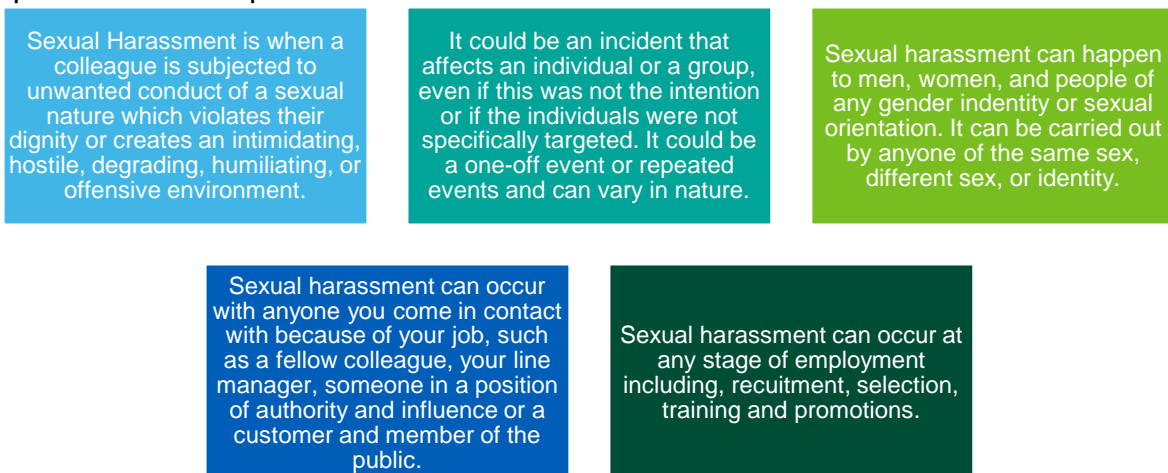 Sexual Harassment is when a
colleague is subjected to
unwanted conduct of a sexual
nature which violates their
dignity or creates an intimidating,
hostile, degrading, humiliating, or
offensive environment.
It could be an incident that
affects an individual or a group,
even if this was not the intention
or if the individuals were not
specifically targeted. It could be
a one-off event or repeated
events and can vary in nature.
Sexual harassment can happen
to men, women, and people of
any gender indentity or sexual
orientation. It can be carried out
by anyone of the same sex,
different sex, or identity.
Sexual harassment can occur
with anyone you come in contact
with because of your job, such
as a fellow colleague, your line
manager, someone in a position
of authority and influence or a
customer and member of the
public.
Sexual harassment can occur at
any stage of employment
including, recuitment, selection,
training and promotions.